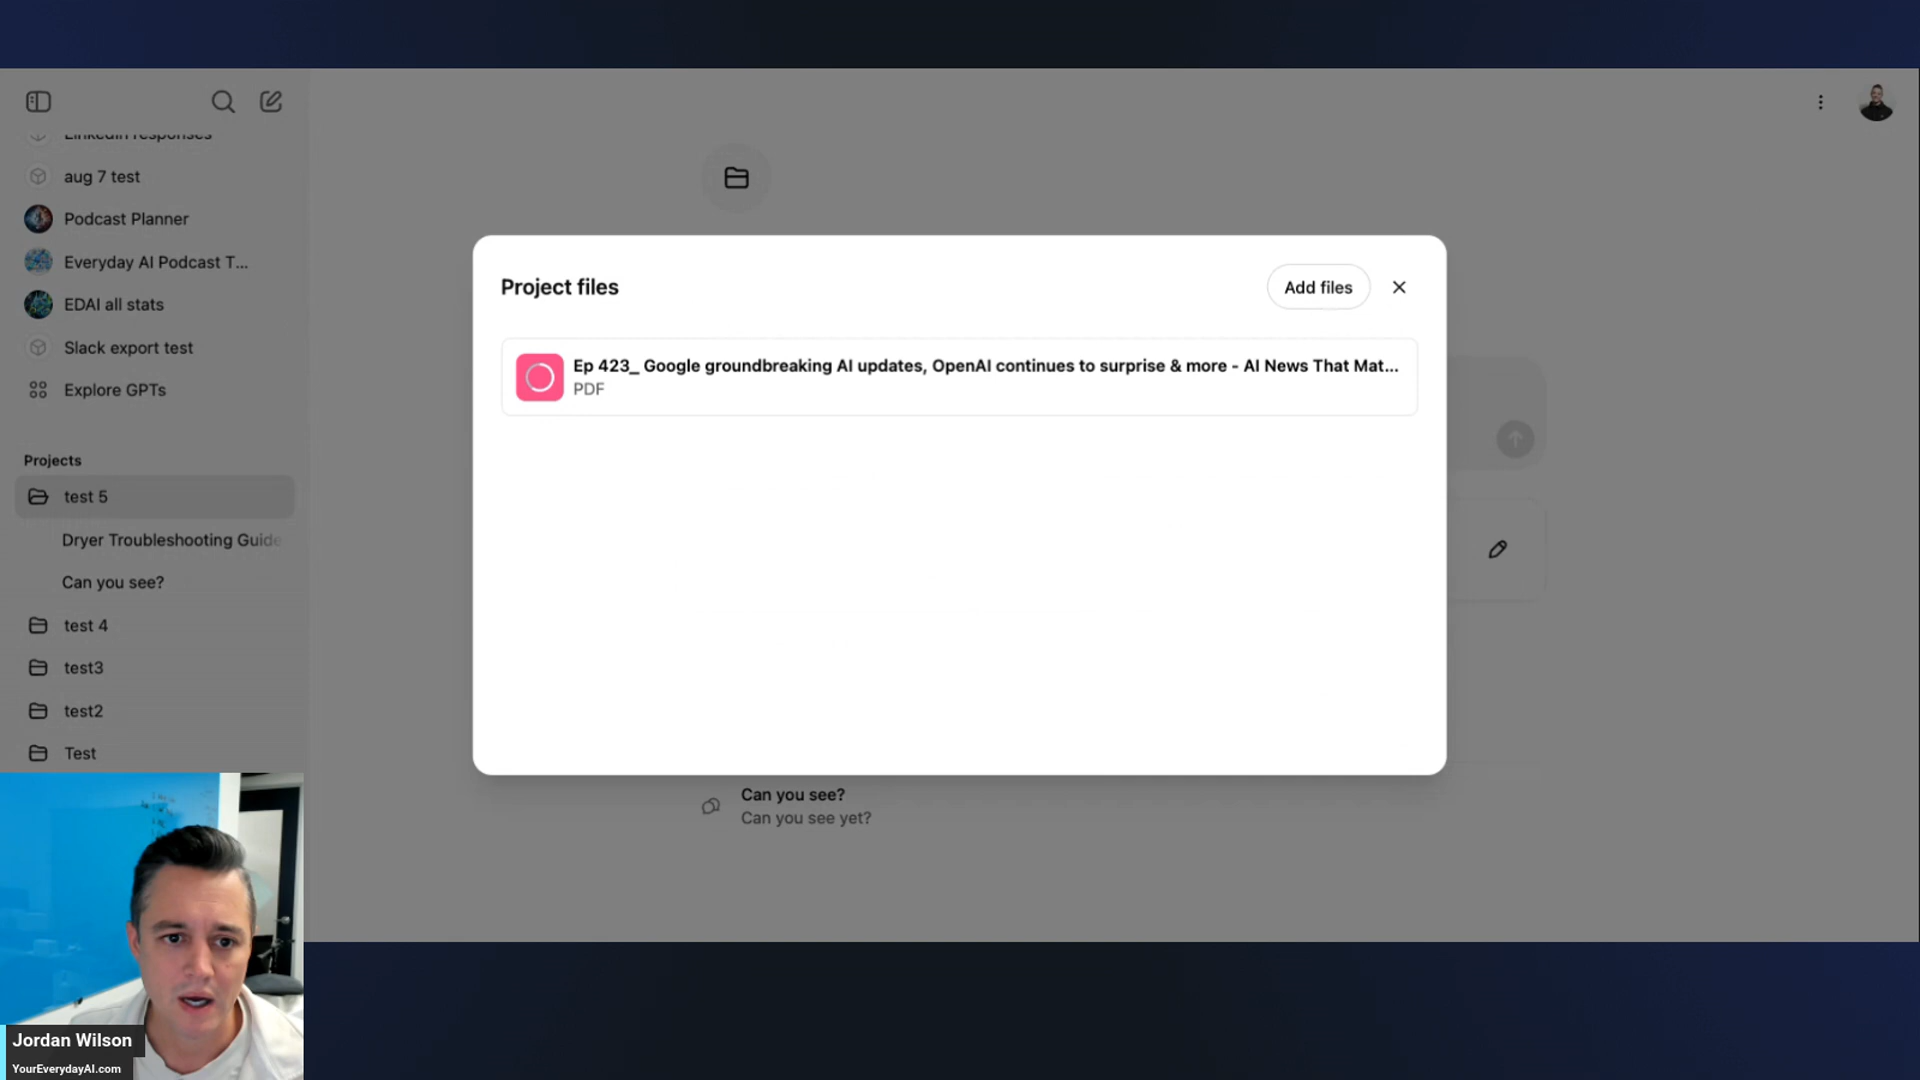 LinkedIn responses
aug 7 test
Podcast Planner
Everyday AI Podcast T...
EDAI all stats
Slack export test
Explore GPTs
Projects
test 5
Dryer Troubleshooting Guide
Can you see?
test 4
test3
test2
Test
Project files
Add files
Ep 423_ Google groundbreaking AI updates, OpenAI continues to surprise & more - AI News That Mat...
PDF
Can you see?
Can you see yet?
Jordan Wilson
YourEverydayAI.com